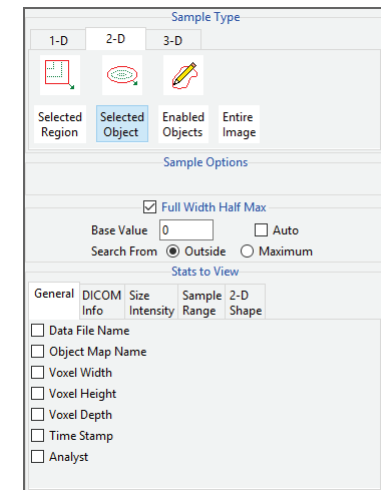 Sample Type
1-D 2-D 3-D
Selected Selected Enabled Entire
Region Object Objects Image
Sample Options
Full Width Half Max
Base Value 0 Auto
Search From Outside Maximum
Stats to View
General DICOM Size Sample 2-D
Info Intensity Range Shape
Data File Name
Object Map Name
Voxel Width
Voxel Height
Voxel Depth
Time Stamp
Analyst